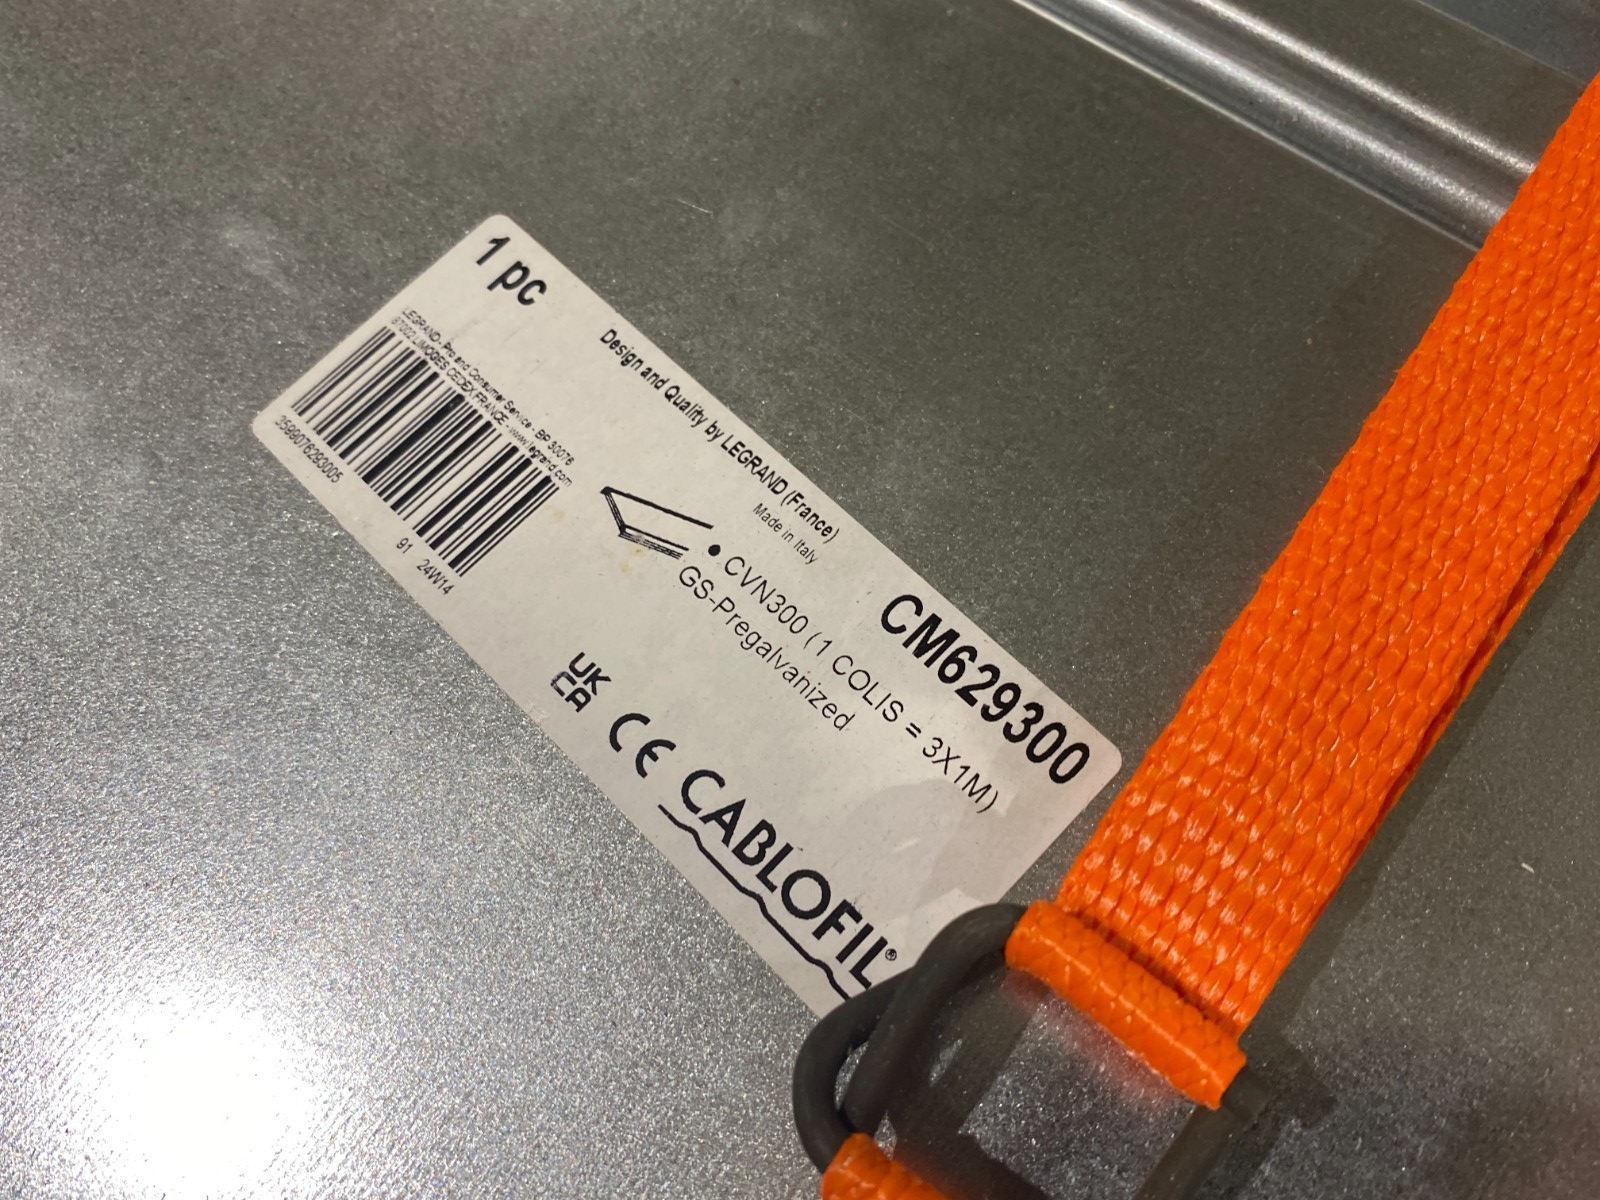 1 pc
LEGRAND - Pro and Consumer Service - BP 30076
87002 LIMOGES CEDEX FRANCE - www.legrand.com
3599076293005
91 24W14
Design and Quality by LEGRAND (France)
Made in Italy
CM629300
• CVN300 (1 COLIS = 3X1M)
GS-Pregalvanized
UK
CA
CE
CABLOFIL®